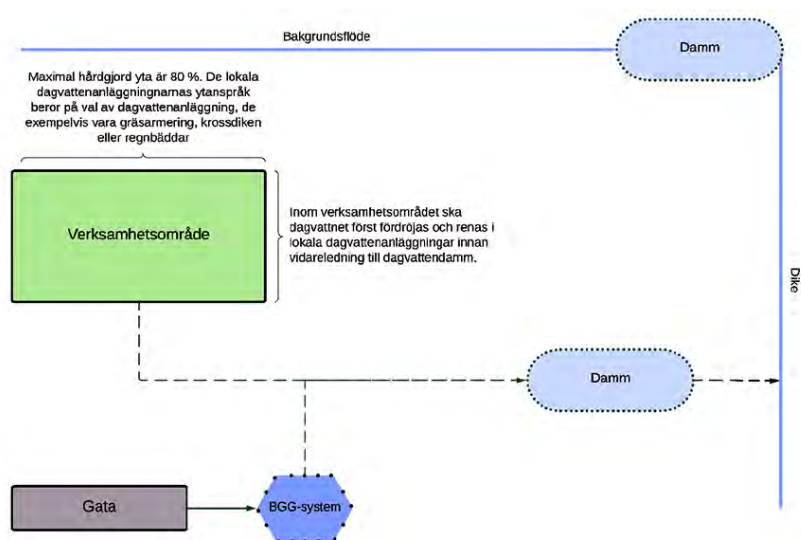 Bakgrundsflöde
Damm
Maximal hårdgjord yta är 80 %. De lokala
dagvattenanläggningnarnas ytanspråk
beror på val av dagvattenanläggning, de
exempelvis vara gräsarmering, krossdiken
eller regnbäddar
Verksamhetsområde
Inom verksamhetsområdet ska
dagvattnet först fördröjas och renas i
lokala dagvattenanläggningar innan
vidareledning till dagvattendamm.
Dike
Damm
Gata
BGG-system